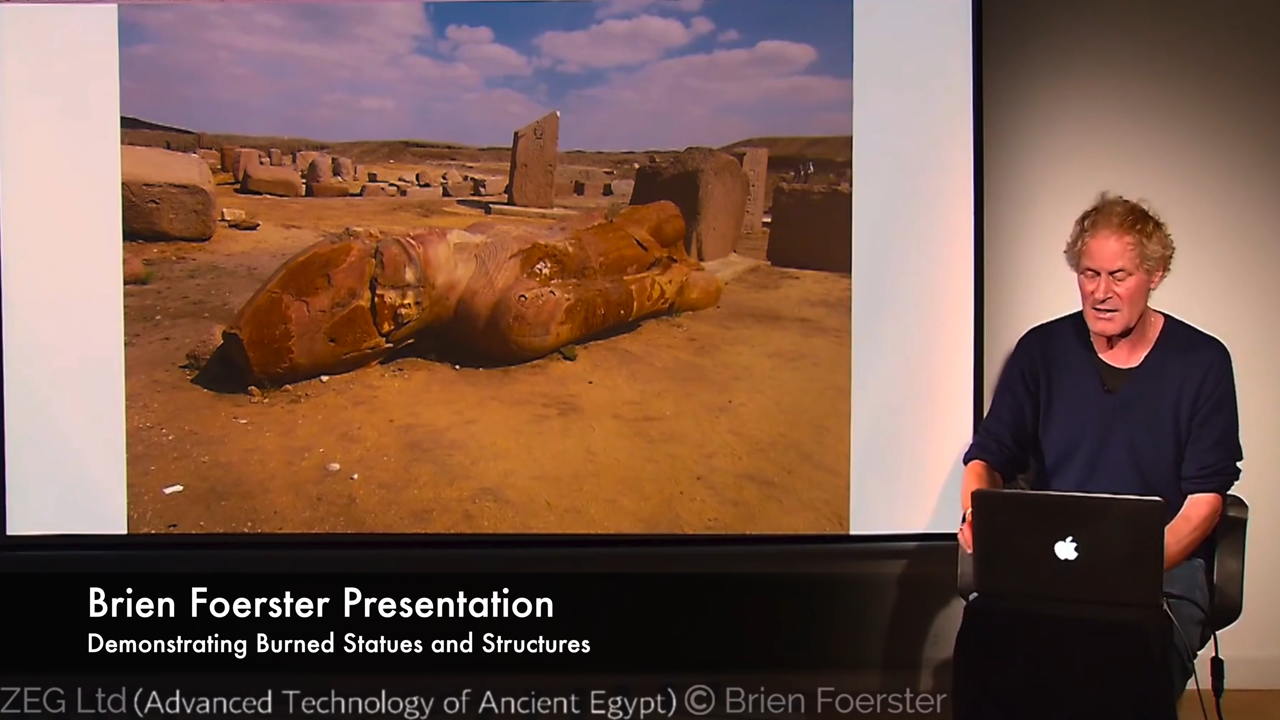 Brien Foerster Presentation
Demonstrating Burned Statues and Structures
ZEG Ltd (Advanced Technology of Ancient Egypt) © Brien Foerster